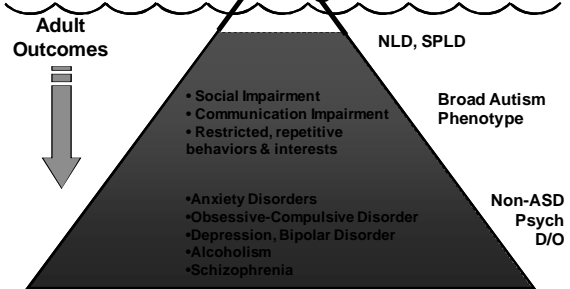 Adult
Outcomes
NLD, SPLD
• Social Impairment
• Communication Impairment
• Restricted, repetitive
behaviors & interests
Broad Autism
Phenotype
•Anxiety Disorders
•Obsessive-Compulsive Disorder
•Depression, Bipolar Disorder
•Alcoholism
•Schizophrenia
Non-ASD
Psych
D/O